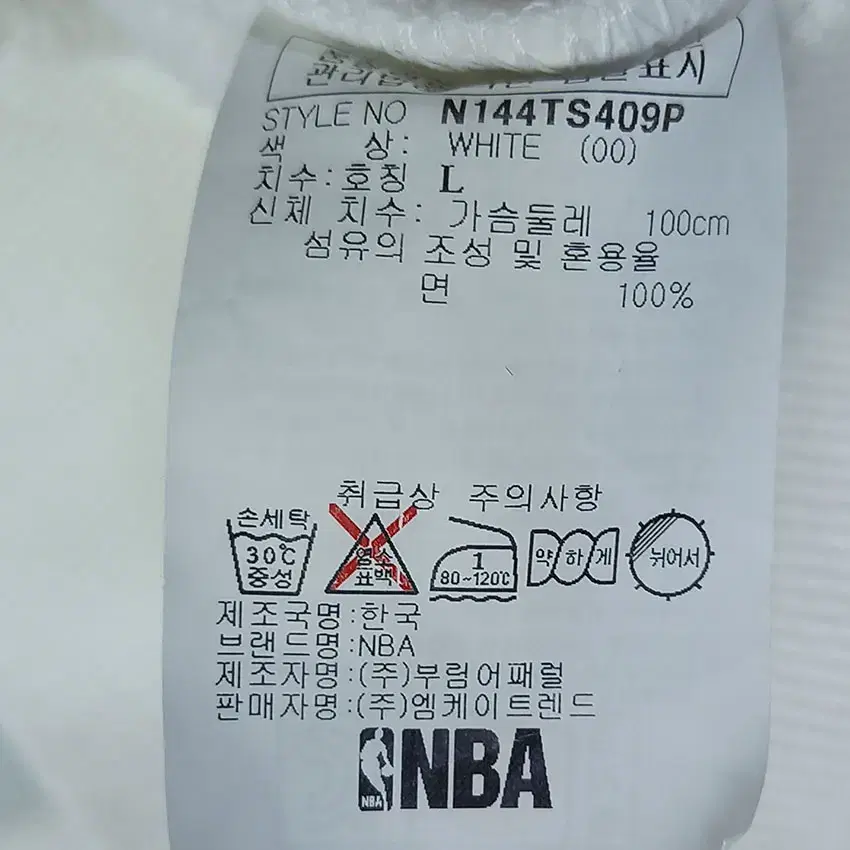 표시
STYLE NO N144TS409P
색 상: WHITE (00)
치수:호칭 L
신체 치수: 가슴둘레 100cm
섬유의 조성 및 혼용율
면 100%
취급상 주의사항
손세탁 30℃ 중성
염소 표백
1 80~120℃
약하게
뉘어서
제조국명:한국
브랜드명:NBA
제조자명:(주)부림어패럴
판매자명:(주)엠케이트렌드
NBA NBA